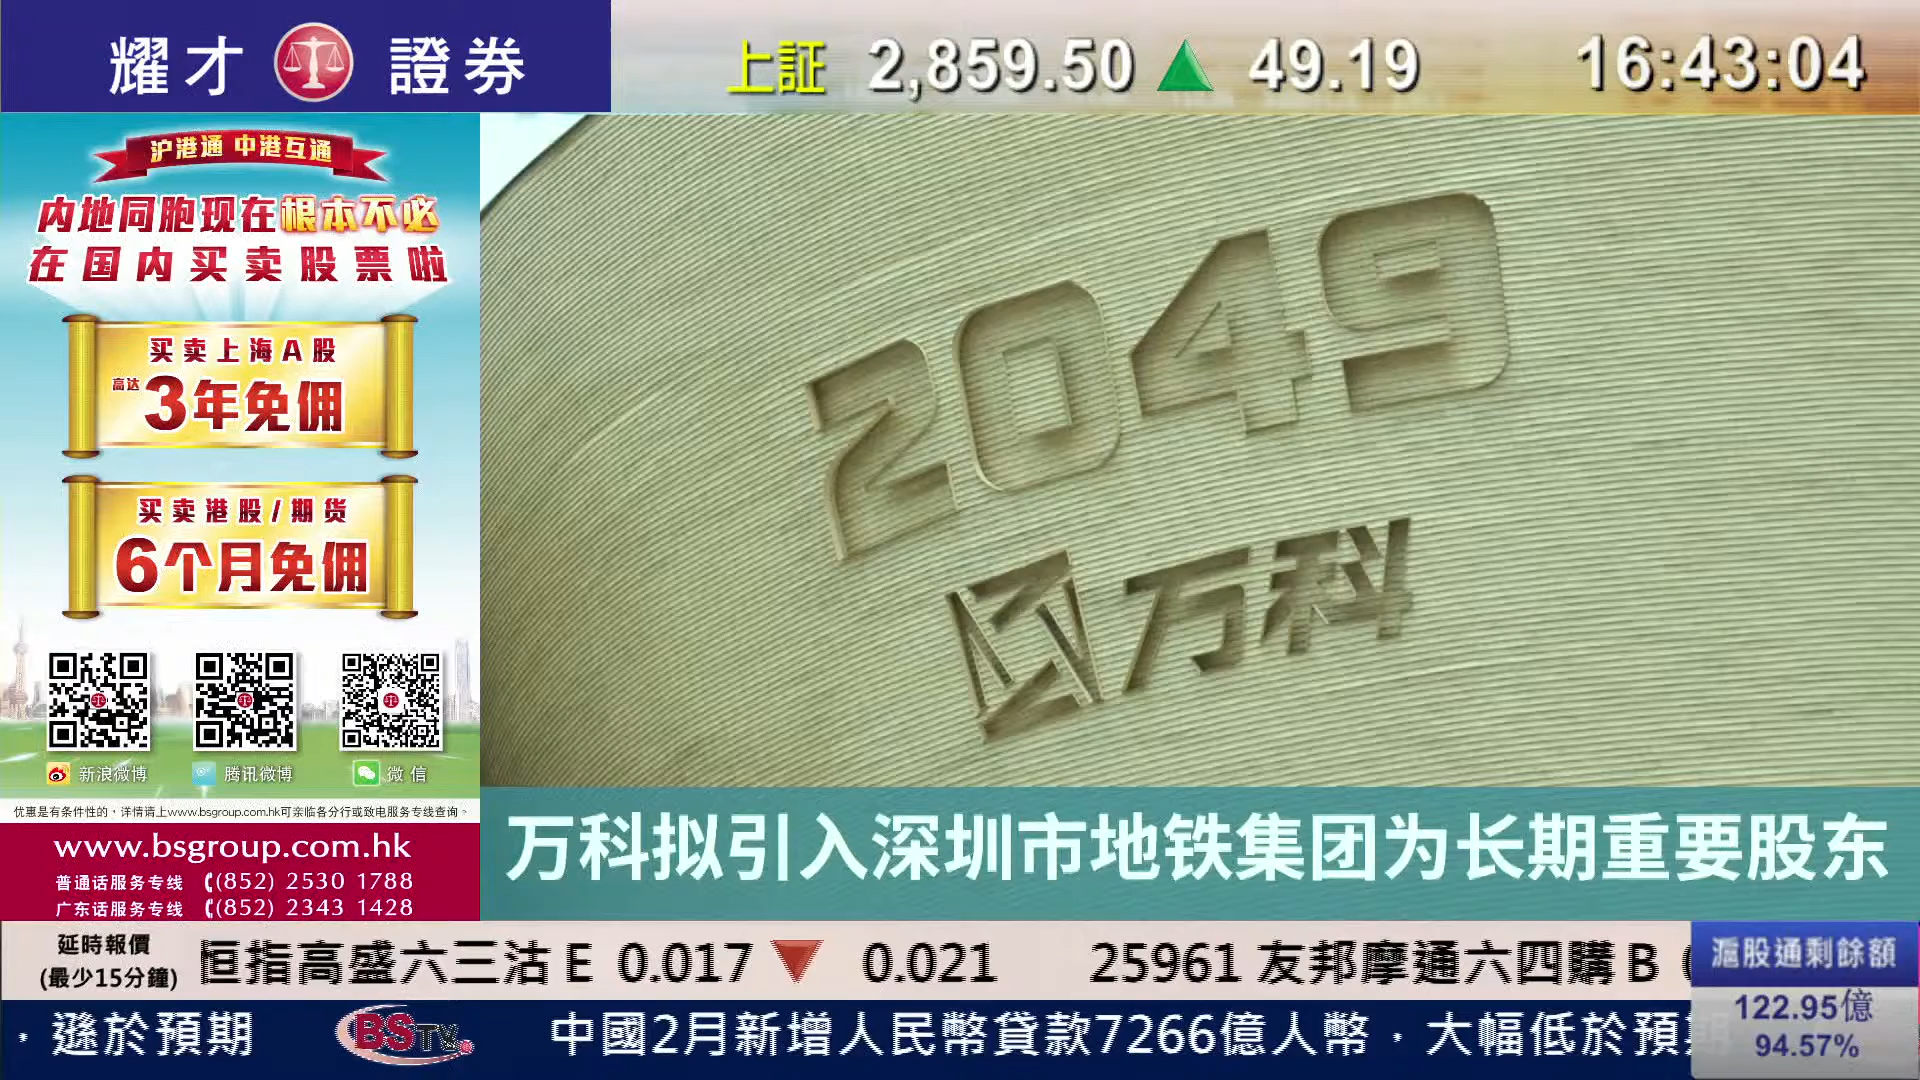 耀才 證券
上証 2,859.50 ▲ 49.19
16:43:04
沪港通 中港互通
内地同胞现在根本不必
在国内买卖股票啦
买卖上海A股
高达3年免佣
买卖港股/期货
6个月免佣
新浪微博 腾讯微博 微信
优惠是有条件性的,详情请上www.bsgroup.com.hk可亲临各分行或致电服务专线查询。
www.bsgroup.com.hk
普通话服务专线 (852) 2530 1788
广东话服务专线 (852) 2343 1428
2049
万科
万科拟引入深圳市地铁集团为长期重要股东
延時報價
(最少15分鐘)
恒指高盛六三沽E 0.017 ▼ 0.021 25961 友邦摩通六四購B (
滬股通剩餘額
122.95億
94.57%
,遜於預期 BSTV 中國2月新增人民幣貸款7266億人幣,大幅低於預期